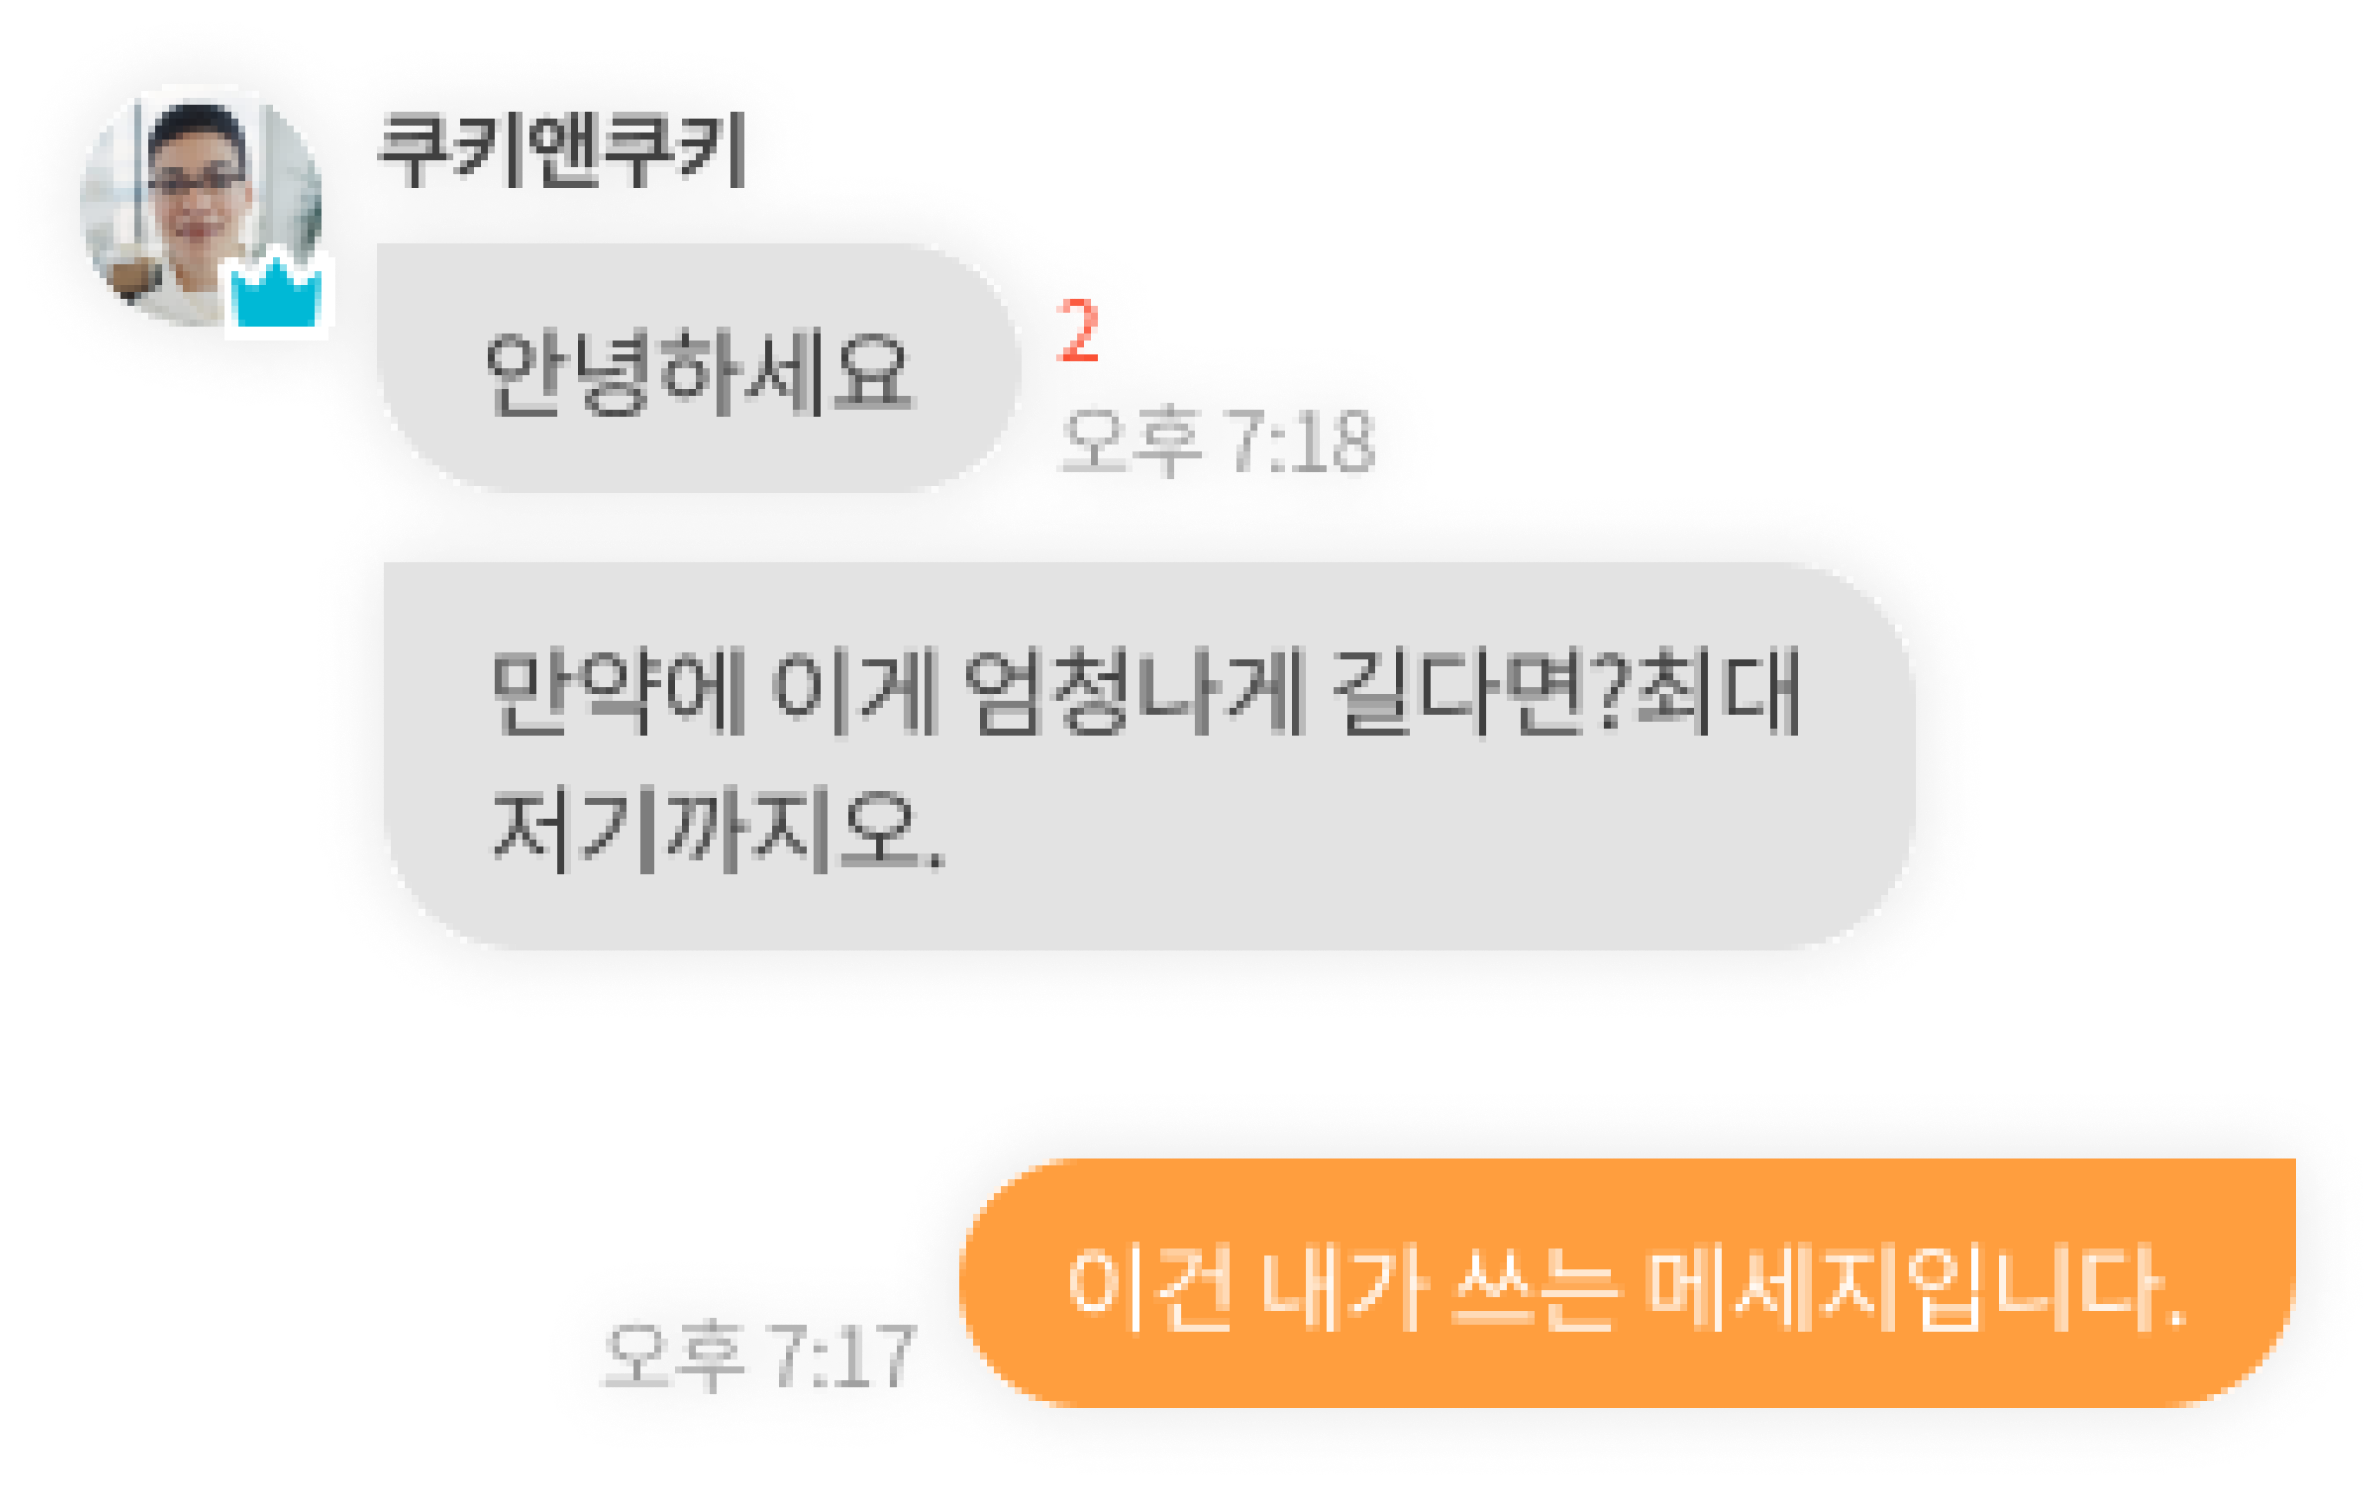 쿠키앤쿠키
안녕하세요
2
오후 7:18
만약에 이게 엄청나게 길다면?최대
저기까지오.
이건 내가 쓰는 메세지입니다.
오후 7:17